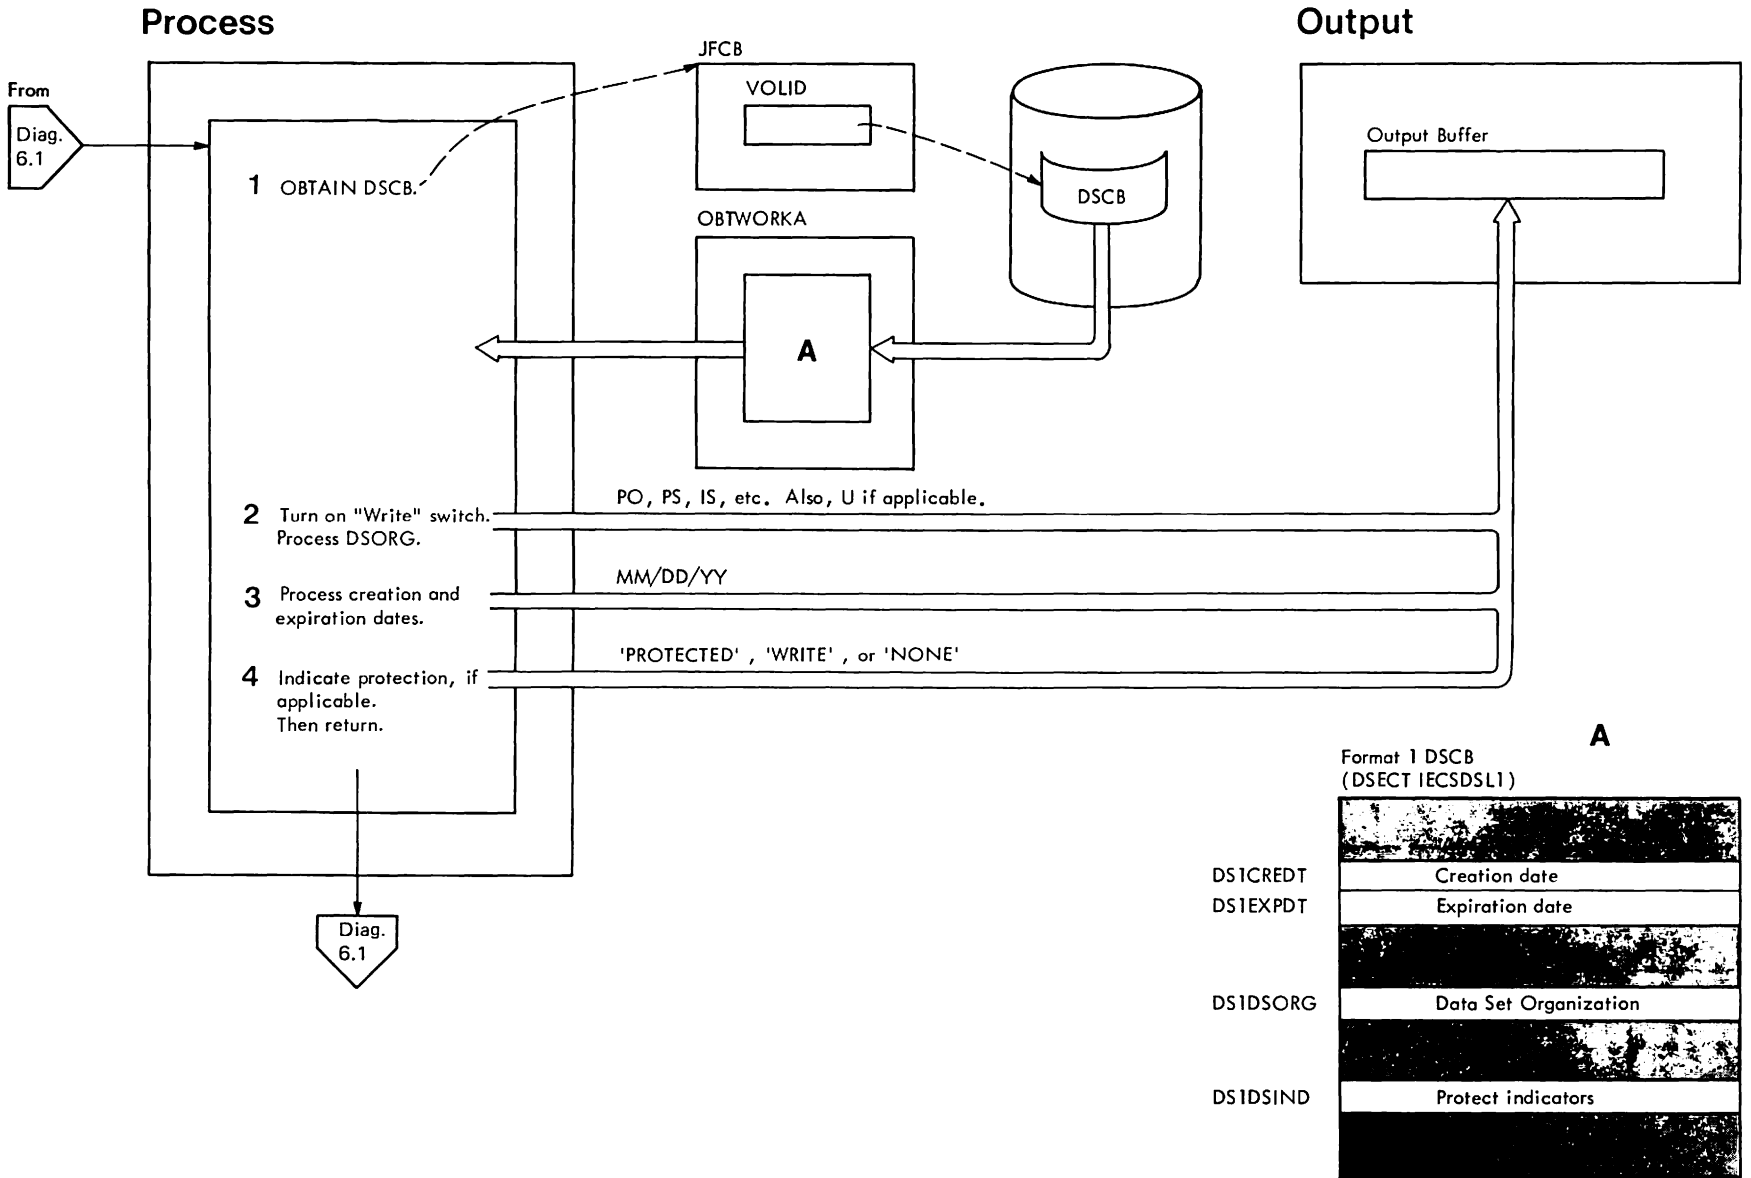 Process
Output
From
Diag.
6.1
JFCB
VOLID
DSCB
Output Buffer
1 OBTAIN DSCB.
OBTWORKA
A
PO, PS, IS, etc. Also, U if applicable.
2 Turn on "Write" switch.
Process DSORG.
MM/DD/YY
3 Process creation and
expiration dates.
'PROTECTED' , 'WRITE' , or 'NONE'
4 Indicate protection, if
applicable.
Then return.
Diag.
6.1
A
Format 1 DSCB
(DSECT IECSDSL1)
DS1CREDT Creation date
DS1EXPDT Expiration date
DS1DSORG Data Set Organization
DS1DSIND Protect indicators